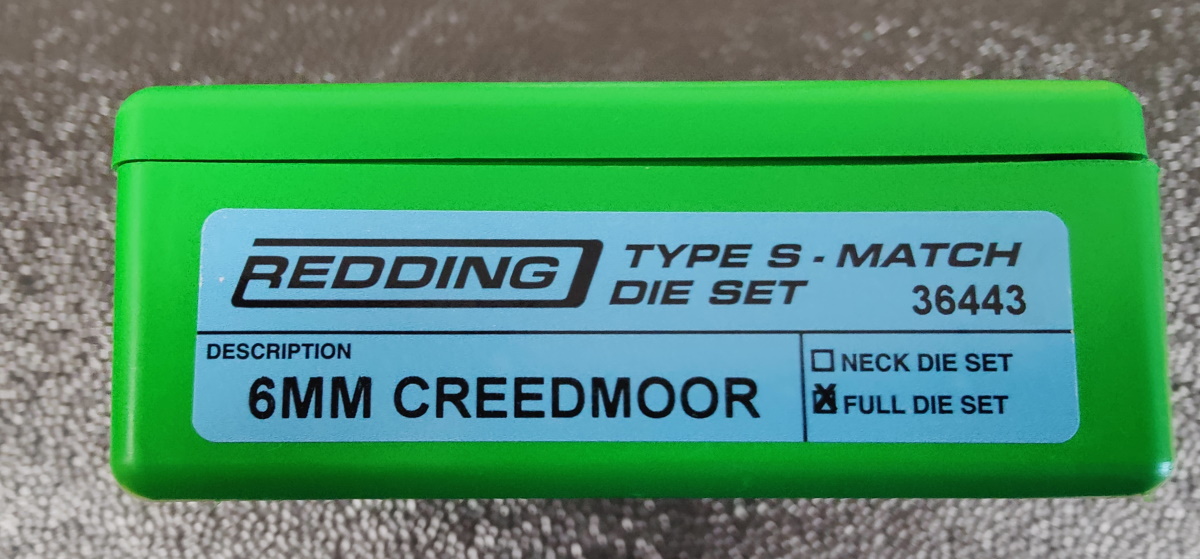 REDDING
TYPE S - MATCH
DIE SET
36443
DESCRIPTION
6MM CREEDMOOR
☐ NECK DIE SET
☒ FULL DIE SET